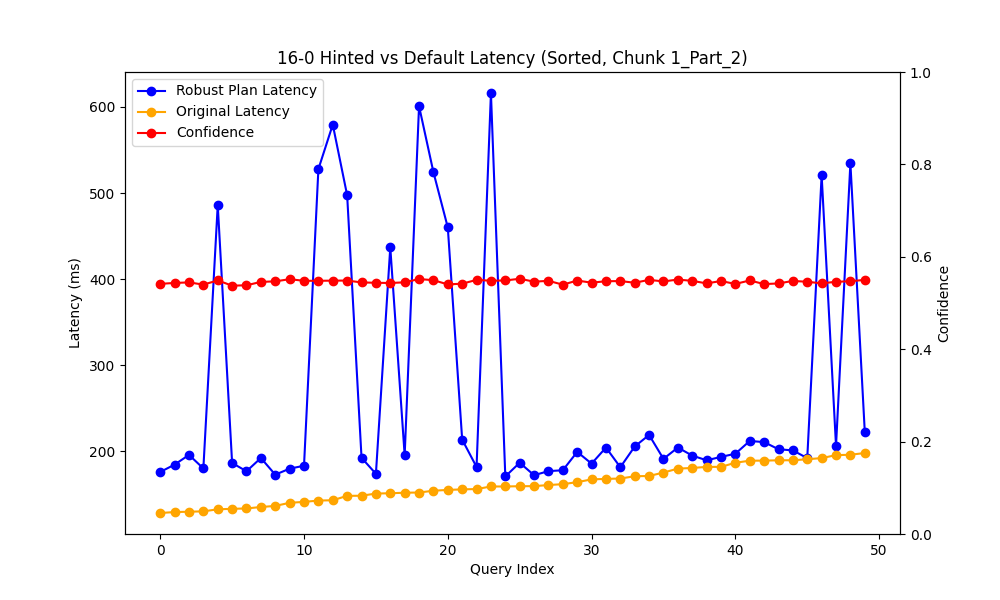 16-0 Hinted vs Default Latency (Sorted, Chunk 1_Part_2)
Robust Plan Latency
Original Latency
Confidence
Latency (ms)
600
500
400
300
200
1.0
0.8
0.6
0.4
0.2
0.0
Confidence
0 10 20 30 40 50
Query Index